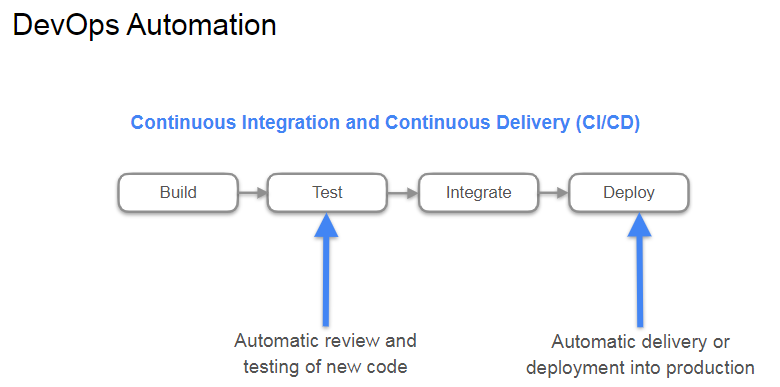 DevOps Automation
Continuous Integration and Continuous Delivery (CI/CD)
Build
Test
Integrate
Deploy
Automatic review and
testing of new code
Automatic delivery or
deployment into production